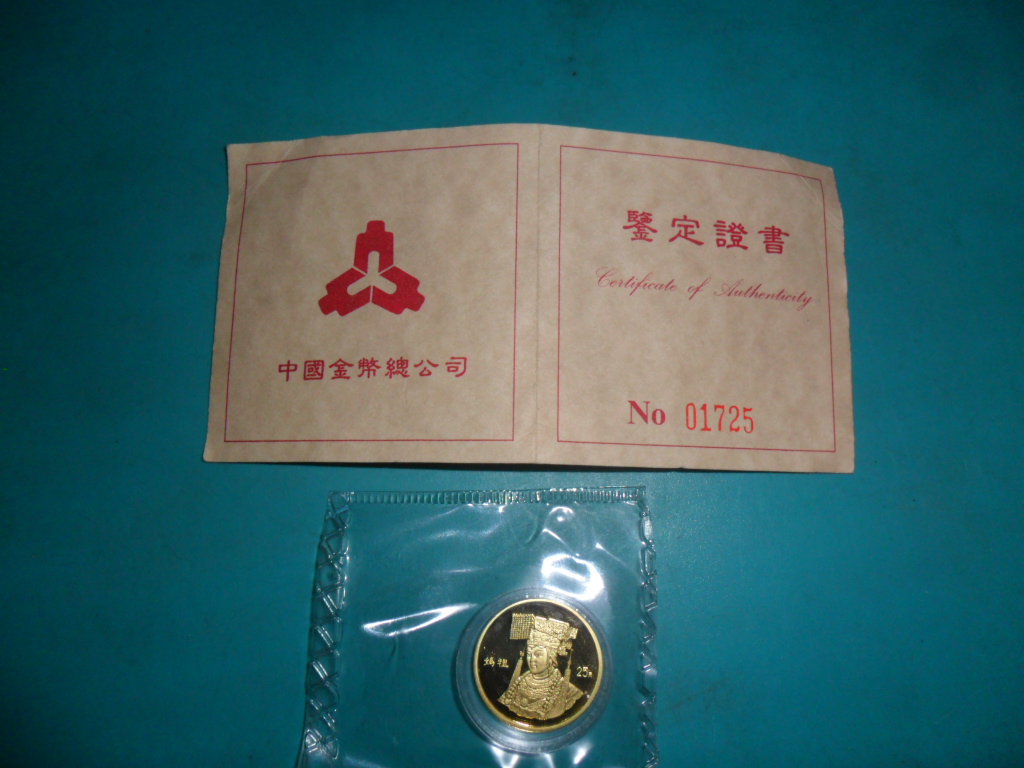 中國金幣總公司
鑒定證書
Certificate of Authenticity
No 01725
媽祖
25元